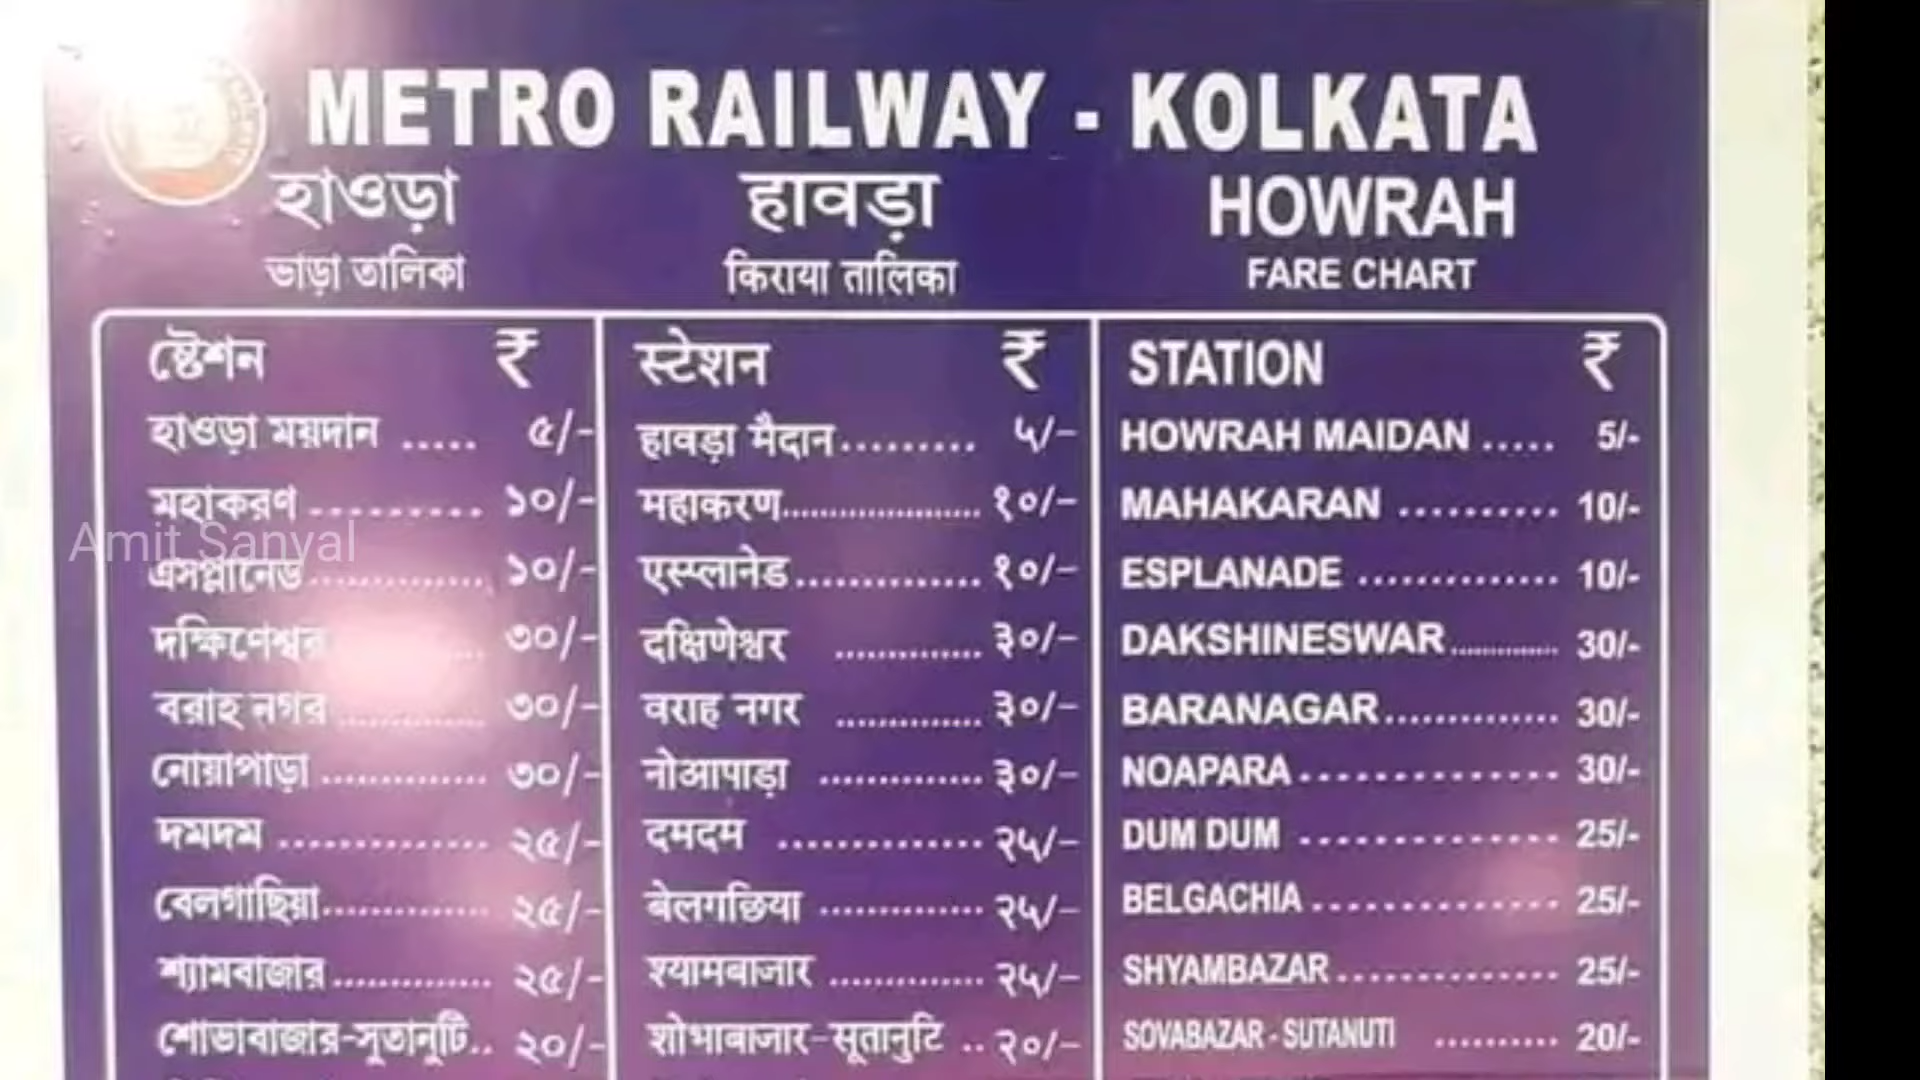 METRO RAILWAY - KOLKATA
হাওড়া हावड़ा HOWRAH
ভাড়া তালিকা किराया तालिका FARE CHART
ষ্টেশন ₹ स्टेशन ₹ STATION ₹
হাওড়া ময়দান ..... ৫/- हावड़ा मैदान ......... ५/- HOWRAH MAIDAN ..... 5/-
মহাকরণ .......... ১০/- महाकरण ...................... १०/- MAHAKARAN .......... 10/-
Amit Sanyal
এসপ্লানেড .............. ১০/- एस्प्लानेड .............. १०/- ESPLANADE .............. 10/-
দক্ষিণেশ্বর ... ৩০/- दक्षिणेश्वर ............ ३०/- DAKSHINESWAR .............. 30/-
বরাহ নগর ............ ৩০/- वराह नगर ............ ३०/- BARANAGAR ............. 30/-
নোয়াপাড়া ............. ৩০/- नोआपाड़ा ............. ३०/- NOAPARA .............. 30/-
দমদম .............. ২৫/- दमदम ................ २५/- DUM DUM .............. 25/-
বেলগাছিয়া ............. ২৫/- बेलगछिया ............. २५/- BELGACHIA ............. 25/-
শ্যামবাজার ............ ২৫/- श्यामबाजार ............ २५/- SHYAMBAZAR ............ 25/-
শোভাবাজার-সুতানুটি .. ২০/- शोभाबाजार-सूतानुटि .. २०/- SOVABAZAR - SUTANUTI .......... 20/-